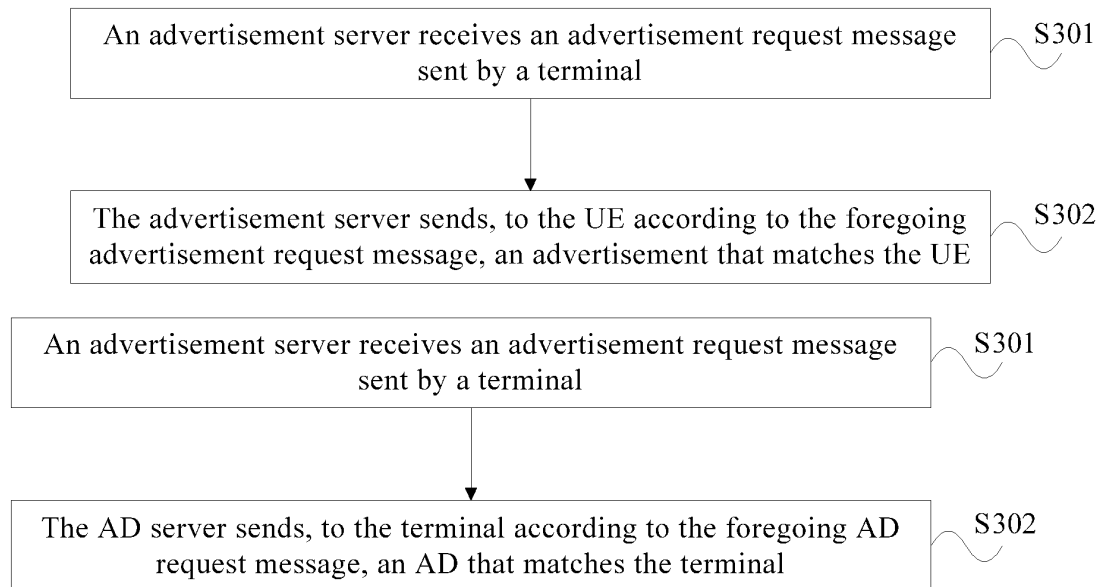 An advertisement server receives an advertisement request message
sent by a terminal
S301
The advertisement server sends, to the UE according to the foregoing
advertisement request message, an advertisement that matches the UE
S302
An advertisement server receives an advertisement request message
sent by a terminal
S301
The AD server sends, to the terminal according to the foregoing AD
request message, an AD that matches the terminal
S302